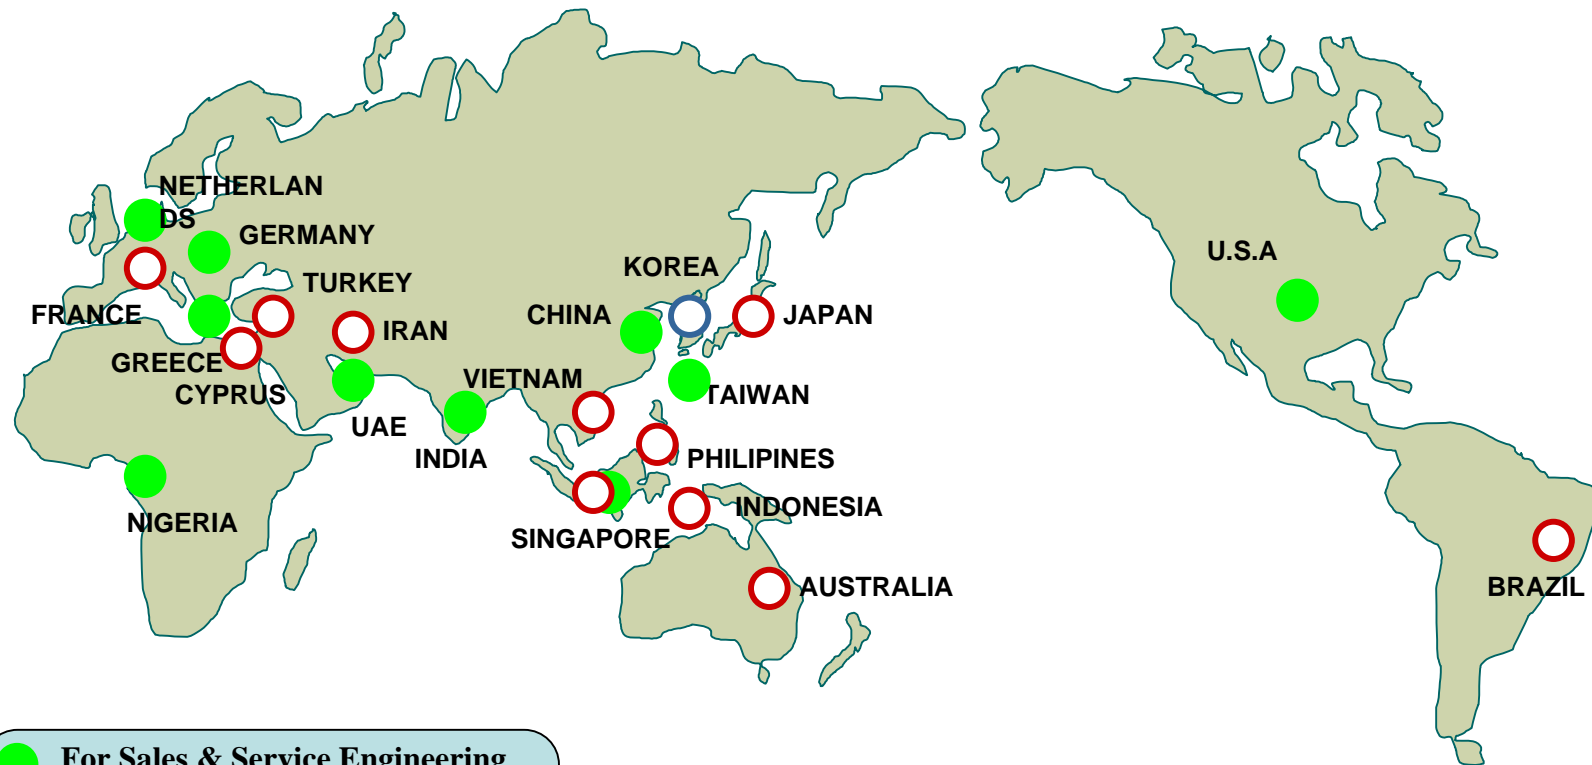 NETHERLAN
DS
GERMANY
U.S.A
KOREA
TURKEY
FRANCE
CHINA
JAPAN
IRAN
GREECE
VIETNAM
CYPRUS
TAIWAN
UAE
INDIA
PHILIPINES
INDONESIA
NIGERIA
SINGAPORE
AUSTRALIA
BRAZIL
For Sales & Service Engineering